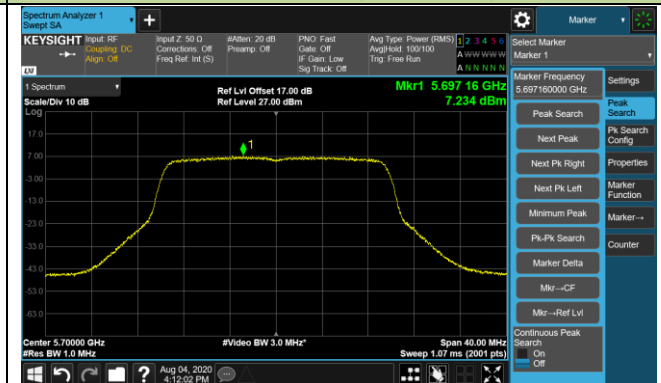 Spectrum Analyzer 1
Swept SA
Marker
KEYSIGHT
Input: RF
Coupling: DC
Align: Off
Input Z: 50 Ω
Corrections: Off
Freq Ref: Int (S)
#Atten: 20 dB
Preamp: Off
PNO: Fast
Gate: Off
IF Gain: Low
Sig Track: Off
Avg Type: Power (RMS)
Avg|Hold: 100/100
Trig: Free Run
1 2 3 4 5 6
A W W W W W
A N N N N N
LXI
Select Marker
Marker 1
1 Spectrum
Scale/Div 10 dB
Log
Ref Lvl Offset 17.00 dB
Ref Level 27.00 dBm
Mkr1 5.697 16 GHz
7.234 dBm
1
17.0
7.00
-3.00
-13.0
-23.0
-33.0
-43.0
-53.0
-63.0
Center 5.70000 GHz
#Res BW 1.0 MHz
#Video BW 3.0 MHz*
Span 40.00 MHz
Sweep 1.07 ms (2001 pts)
Marker Frequency
5.697160000 GHz
Peak Search
Next Peak
Next Pk Right
Next Pk Left
Minimum Peak
Pk-Pk Search
Marker Delta
Mkr→CF
Mkr→Ref Lvl
Continuous Peak
Search
On
Off
Settings
Peak
Search
Pk Search
Config
Properties
Marker
Function
Marker→
Counter
?
Aug 04, 2020
4:12:02 PM